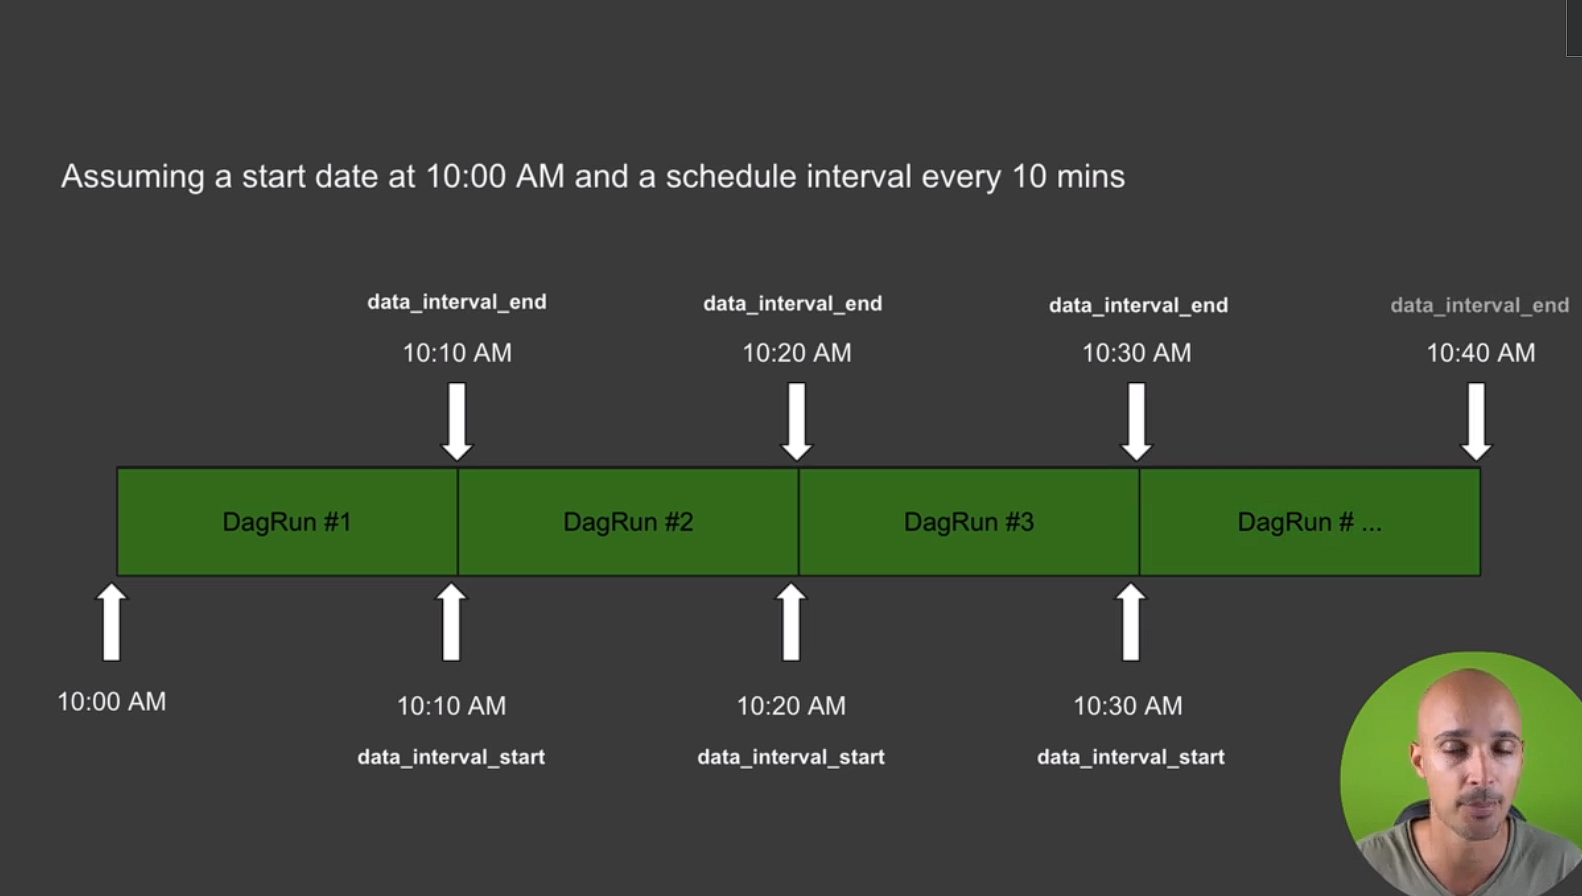 Assuming a start date at 10:00 AM and a schedule interval every 10 mins
data_interval_end
data_interval_end
data_interval_end
data_interval_end
10:10 AM
10:20 AM
10:30 AM
10:40 AM
DagRun #1
DagRun #2
DagRun #3
DagRun # ...
10:00 AM
10:10 AM
10:20 AM
10:30 AM
data_interval_start
data_interval_start
data_interval_start